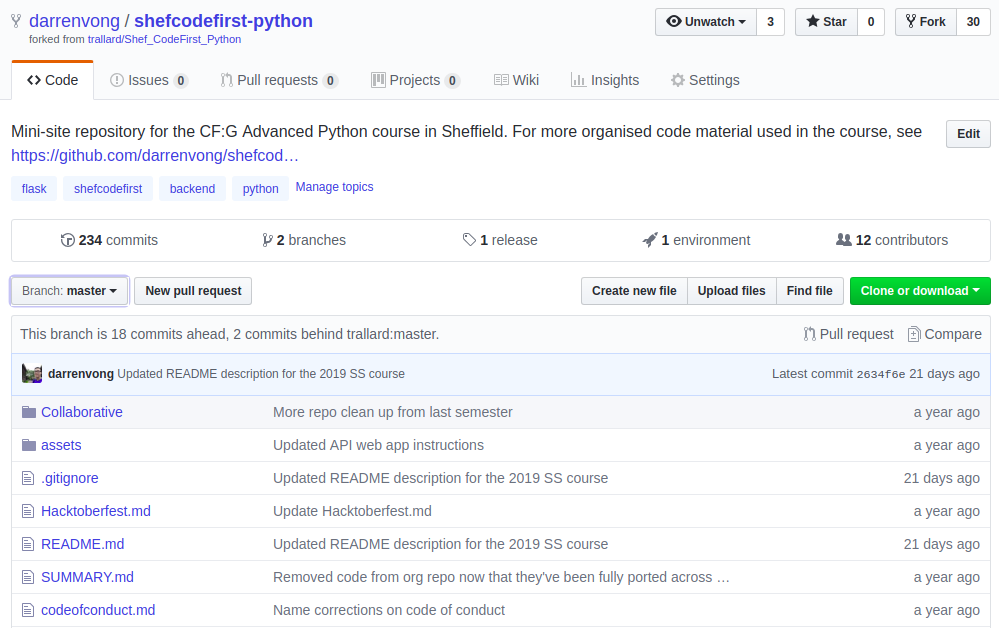 darrenvong / shefcodefirst-python
Unwatch 3 Star 0 Fork 30
forked from trallard/Shef_CodeFirst_Python
Code Issues 0 Pull requests 0 Projects 0 Wiki Insights Settings
Mini-site repository for the CF:G Advanced Python course in Sheffield. For more organised code material used in the course, see
https://github.com/darrenvong/shefcod…
Edit
flask shefcodefirst backend python Manage topics
234 commits 2 branches 1 release 1 environment 12 contributors
Branch: master New pull request Create new file Upload files Find file Clone or download
This branch is 18 commits ahead, 2 commits behind trallard:master. Pull request Compare
darrenvong Updated README description for the 2019 SS course Latest commit 2634f6e 21 days ago
Collaborative More repo clean up from last semester a year ago
assets Updated API web app instructions a year ago
.gitignore Updated README description for the 2019 SS course 21 days ago
Hacktoberfest.md Update Hacktoberfest.md a year ago
README.md Updated README description for the 2019 SS course 21 days ago
SUMMARY.md Removed code from org repo now that they've been fully ported across … a year ago
codeofconduct.md Name corrections on code of conduct a year ago